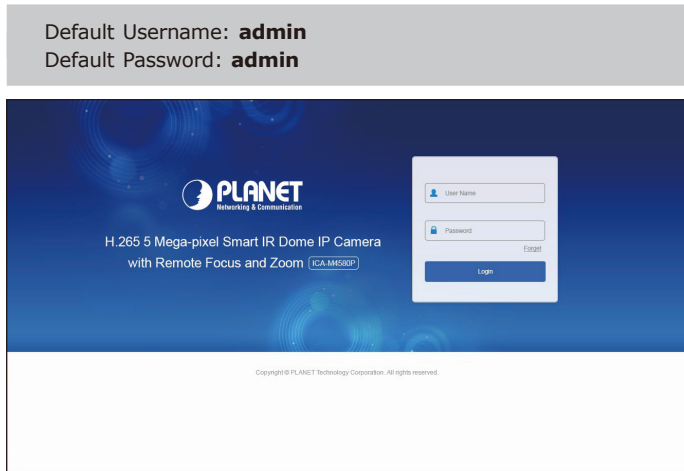 Default Username: admin
Default Password: admin
PLANET
Networking & Communication
H.265 5 Mega-pixel Smart IR Dome IP Camera
with Remote Focus and Zoom ICA-M4580P
User Name
Password
Forget
Login
Copyright © PLANET Technology Corporation. All rights reserved.